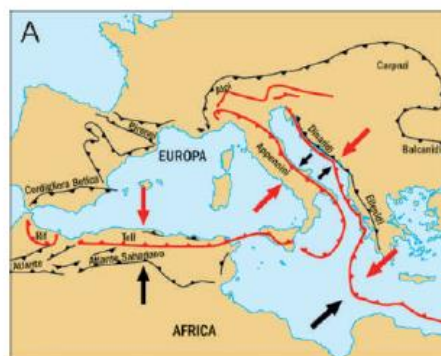 A
Carpazi
Alpi
Dinaridi
Pirenei
Balcanidi
EUROPA
Appennini
Cordigliera Betica
Ellenidi
Rif
Tell
Atlante Sahariano
Atlante
AFRICA